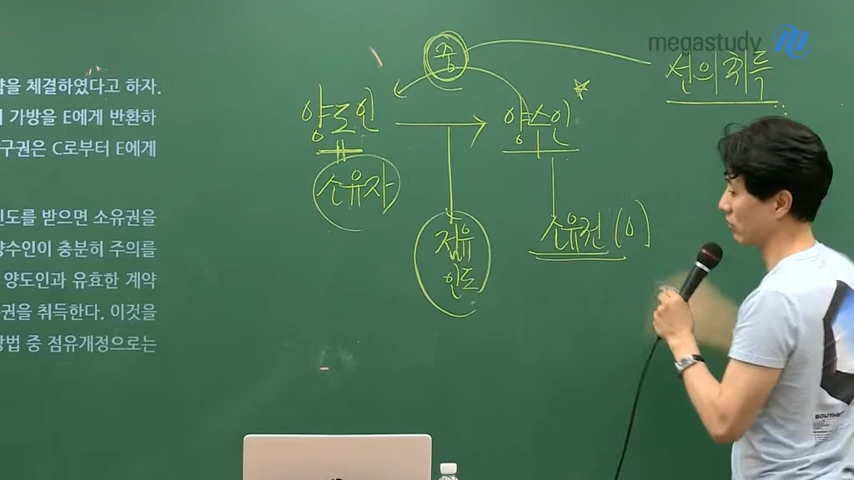 megastudy
을 체결하였다고 하자.
가방을 E에게 반환하
구권은 C로부터 E에게
인도를 받으면 소유권을
양수인이 충분히 주의를
양도인과 유효한 계약
권을 취득한다. 이것을
방법 중 점유개정으로는
선의취득
양도인
양수인
소유자
점유
인도
소유권(O)
BUGATTI